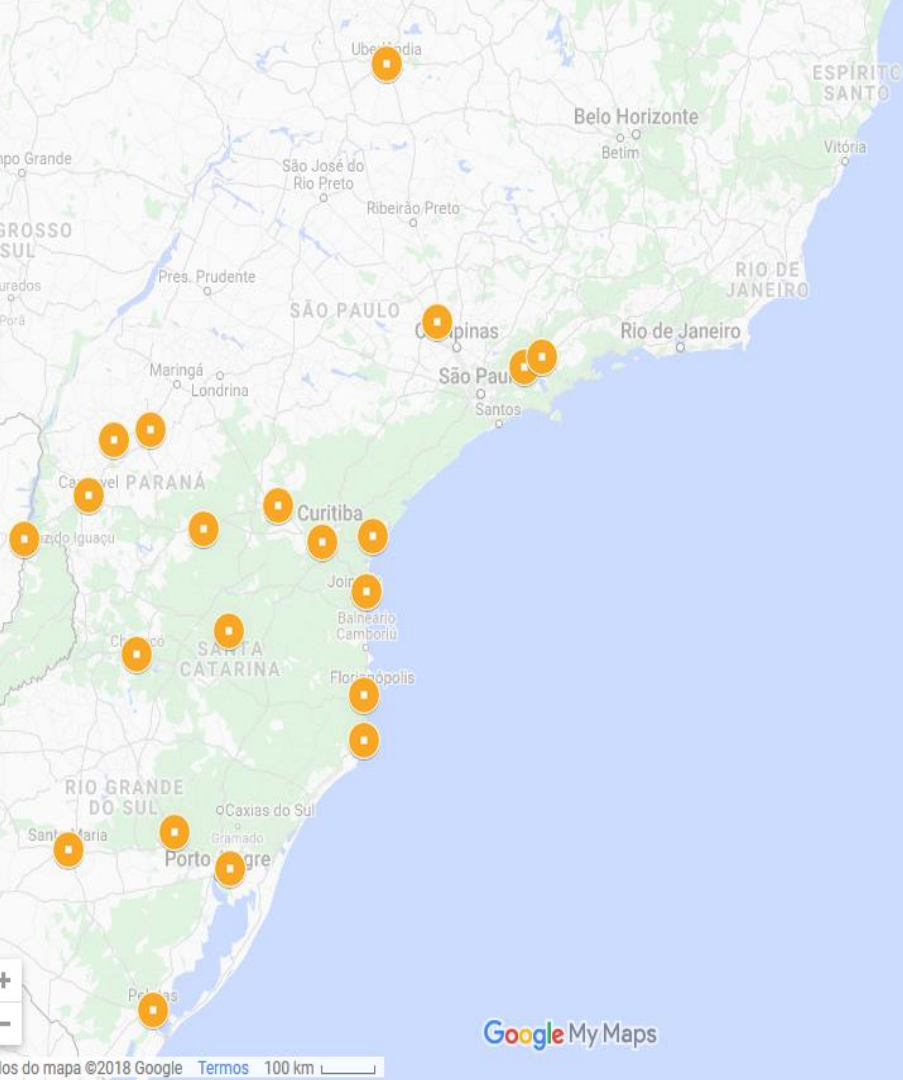 Uberlândia
ESPÍRITO
SANTO
Belo Horizonte
Betim
Vitória
po Grande
São José do
Rio Preto
Ribeirão Preto
GROSSO
SUL
RIO DE
JANEIRO
Pres. Prudente
urados
Porã
SÃO PAULO
Campinas
Rio de Janeiro
Maringá
Londrina
São Paulo
Santos
Cascavel
PARANÁ
Curitiba
Iguaçu
Joinville
Balneário
Camboriú
Chapecó
SANTA
CATARINA
Florianópolis
RIO GRANDE
DO SUL
Caxias do Sul
Santa Maria
Gramado
Porto Alegre
Pelotas
+
−
Google My Maps
os do mapa ©2018 Google
Termos
100 km